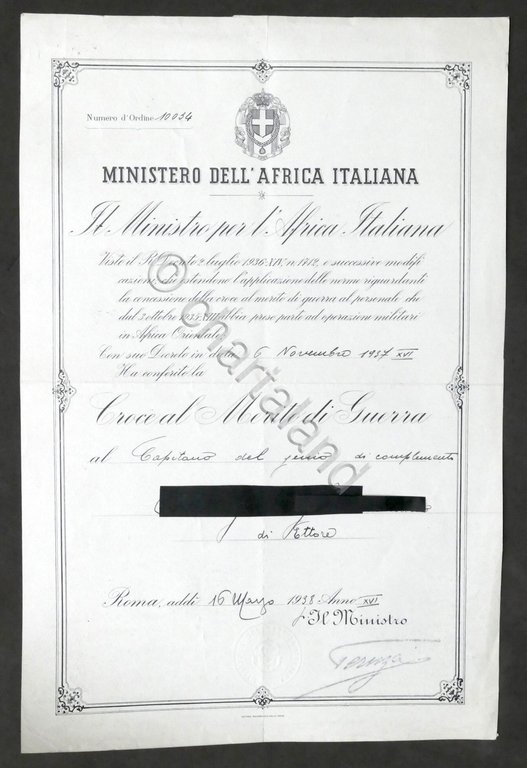 Numero d'Ordine 10034
MINISTERO DELL'AFRICA ITALIANA
Il Ministro per l'Africa Italiana
Visto il R. Decreto 2 luglio 1936-XIV, n. 1712, e successive modifi
cazioni, che estendono l'applicazione delle norme riguardanti
la concessione della croce al merito di guerra al personale che
dal 3 ottobre 1935-XIII abbia preso parte ad operazioni militari
in Africa Orientale;
Con suo Decreto in data 6 Novembre 1937 XVI
Ha conferito la
Croce al Merito di Guerra
al Capitano del genio di complemento
di Ettore
Roma, addì 16 Marzo 1938 Anno XVI
Il Ministro
© chartaland